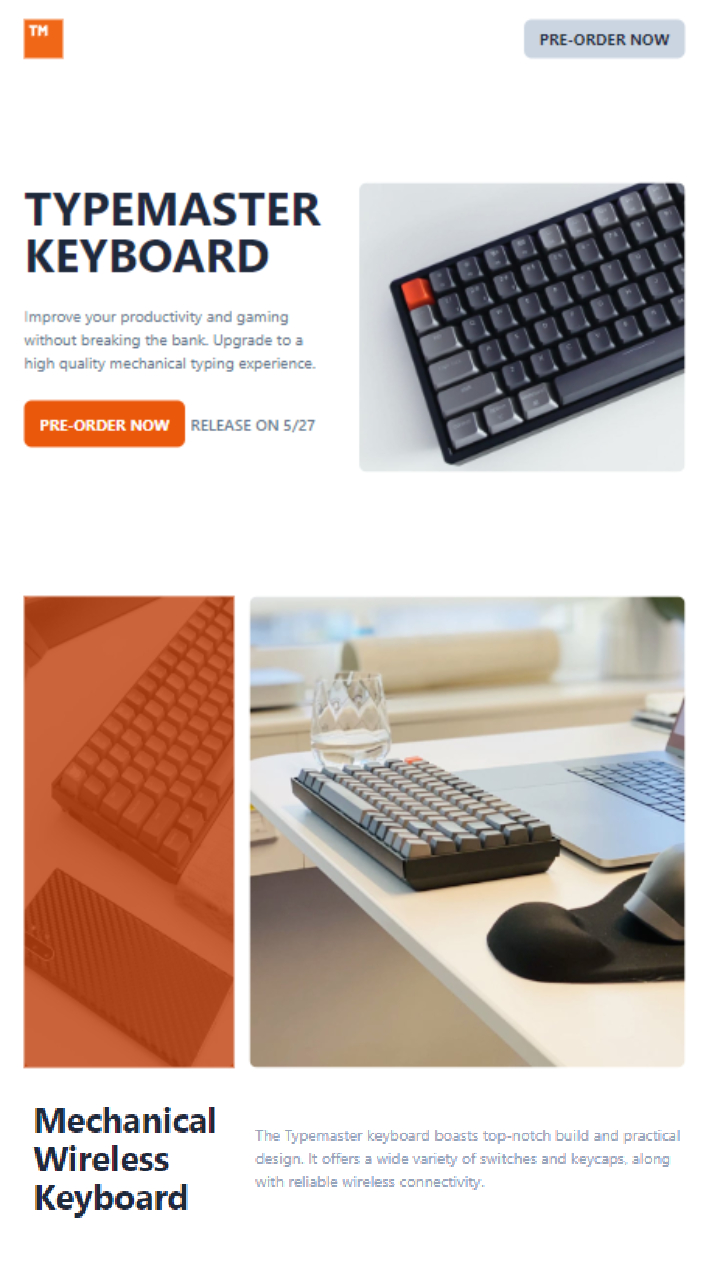 TM
PRE-ORDER NOW
TYPEMASTER
KEYBOARD
Improve your productivity and gaming
without breaking the bank. Upgrade to a
high quality mechanical typing experience.
PRE-ORDER NOW RELEASE ON 5/27
Mechanical
Wireless
Keyboard
The Typemaster keyboard boasts top-notch build and practical
design. It offers a wide variety of switches and keycaps, along
with reliable wireless connectivity.